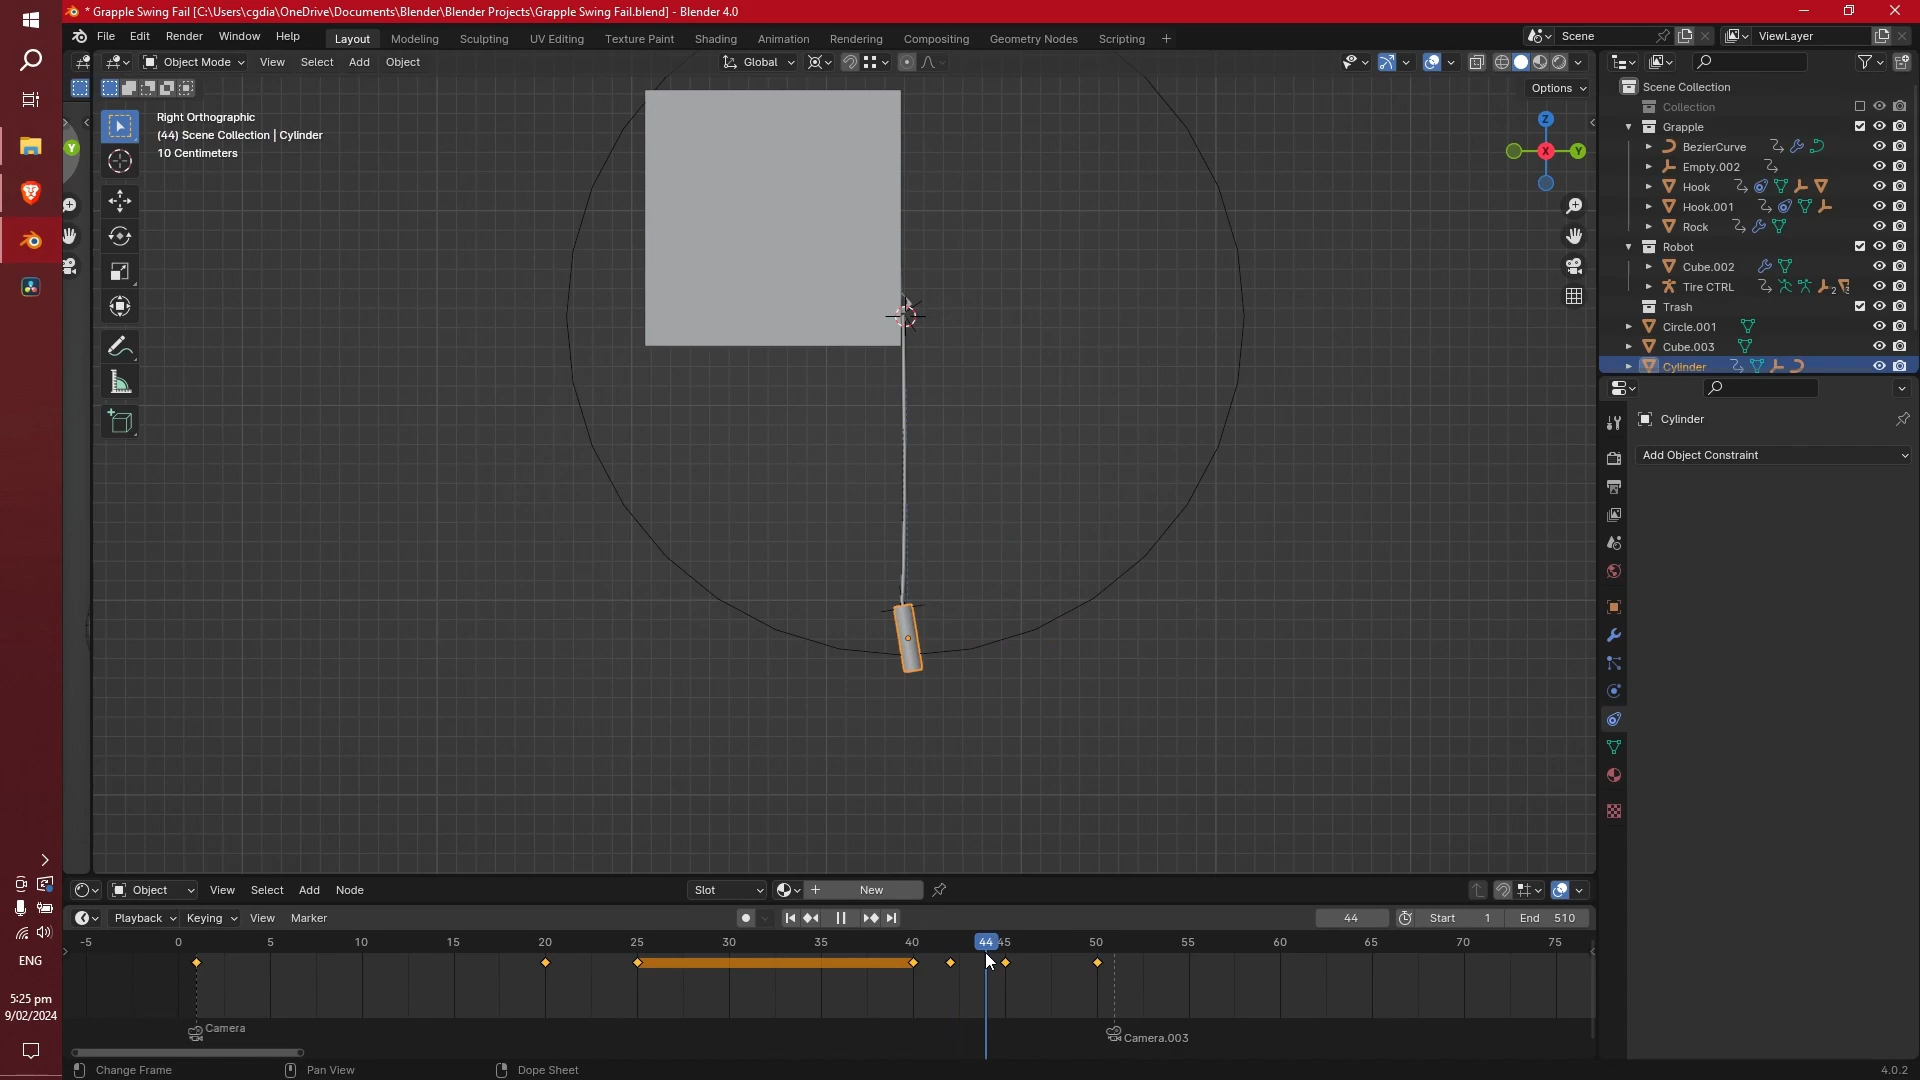 * Grapple Swing Fail [C:\Users\cgdia\OneDrive\Documents\Blender\Blender Projects\Grapple Swing Fail.blend] - Blender 4.0
File Edit Render Window Help Layout Modeling Sculpting UV Editing Texture Paint Shading Animation Rendering Compositing Geometry Nodes Scripting + Scene ViewLayer
Object Mode View Select Add Object Global
Options
Scene Collection
Collection
Grapple
BezierCurve
Empty.002
Hook
Hook.001
Rock
Robot
Cube.002
Tire CTRL 2 3
Trash
Circle.001
Cube.003
Cylinder
Right Orthographic
(44) Scene Collection | Cylinder
10 Centimeters
Z
X
Y
Y
Cylinder
Add Object Constraint
Object View Select Add Node Slot New
Playback Keying View Marker 44 Start 1 End 510
-5 0 5 10 15 20 25 30 35 40 44 45 50 55 60 65 70 75
Camera
Camera.003
Change Frame Pan View Dope Sheet 4.0.2
ENG
5:25 pm
9/02/2024